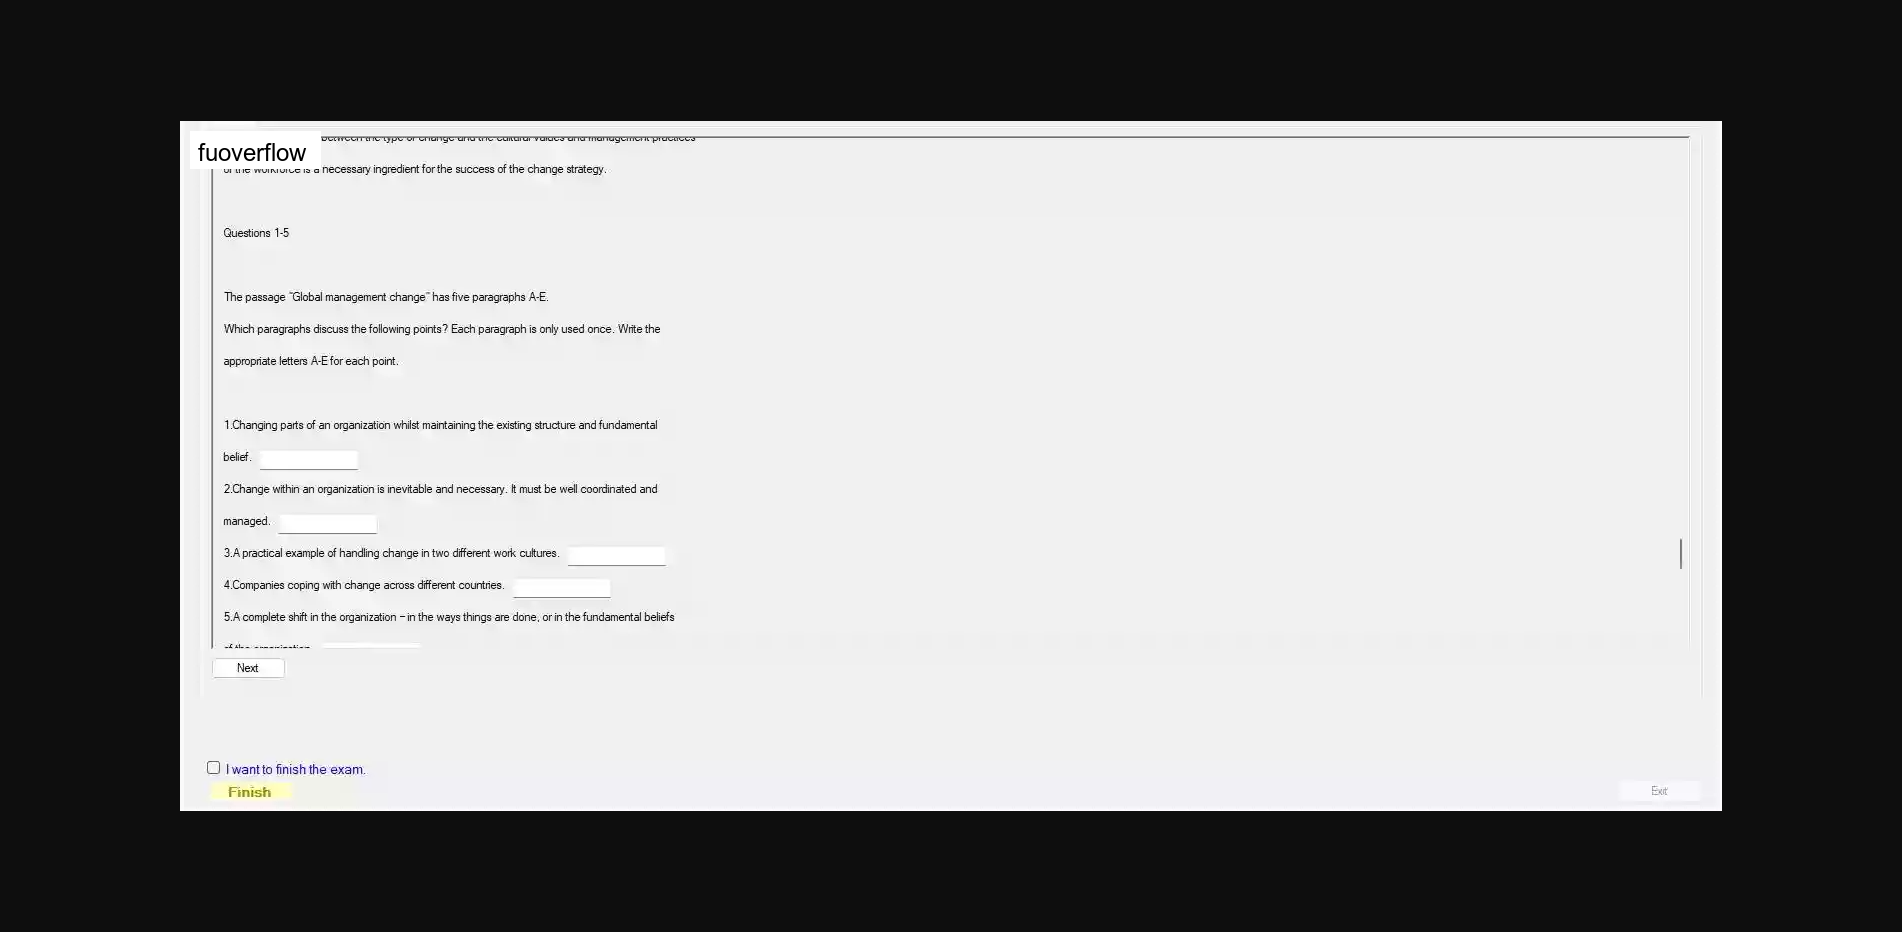 between the type of change and the cultural values and management practices
fuoverflow
of the workforce is a necessary ingredient for the success of the change strategy.
Questions 1-5
The passage "Global management change" has five paragraphs A-E.
Which paragraphs discuss the following points? Each paragraph is only used once. Write the
appropriate letters A-E for each point.
1.Changing parts of an organization whilst maintaining the existing structure and fundamental
belief.
2.Change within an organization is inevitable and necessary. It must be well coordinated and
managed.
3.A practical example of handling change in two different work cultures.
4.Companies coping with change across different countries.
5.A complete shift in the organization – in the ways things are done, or in the fundamental beliefs
of the organization.
Next
I want to finish the exam.
Finish
Exit